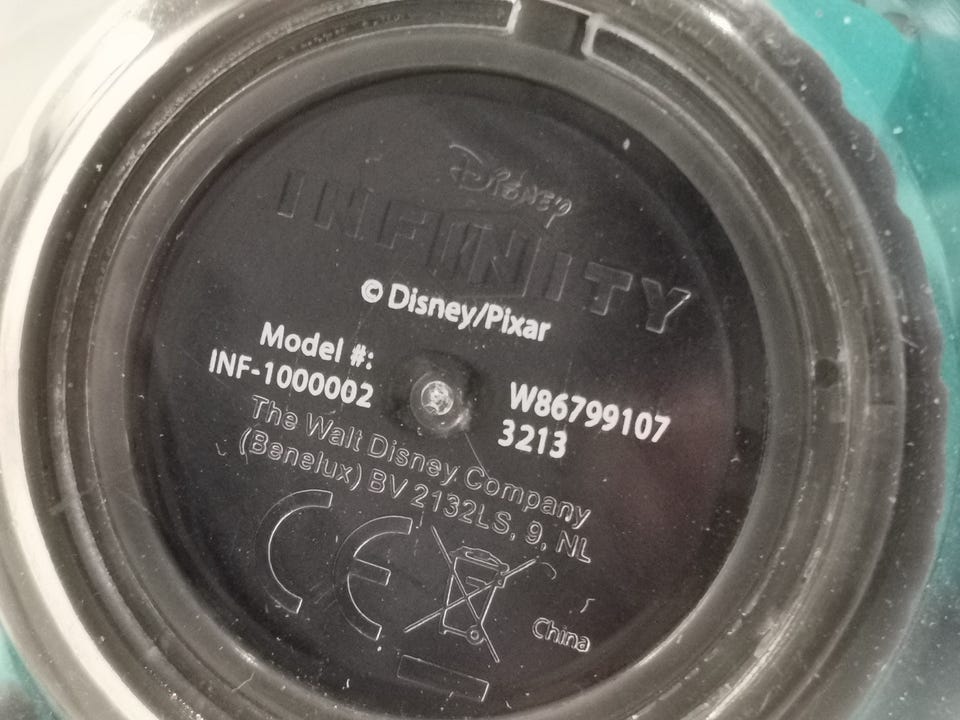 Disney
INFINITY
© Disney/Pixar
Model #:
INF-1000002
W86799107
3213
The Walt Disney Company
(Benelux) BV 2132LS, 9, NL
CE
China